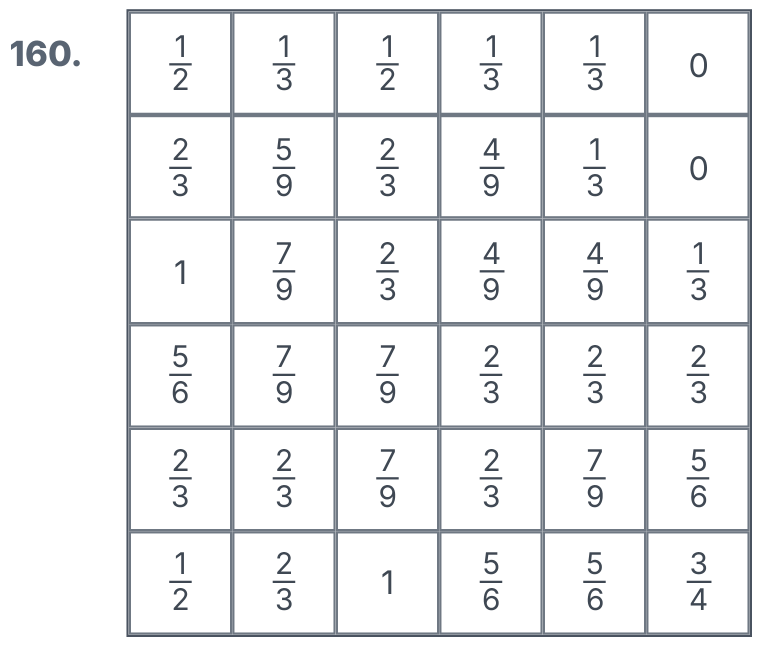 160.
1/2 1/3 1/2 1/3 1/3 0
2/3 5/9 2/3 4/9 1/3 0
1 7/9 2/3 4/9 4/9 1/3
5/6 7/9 7/9 2/3 2/3 2/3
2/3 2/3 7/9 2/3 7/9 5/6
1/2 2/3 1 5/6 5/6 3/4